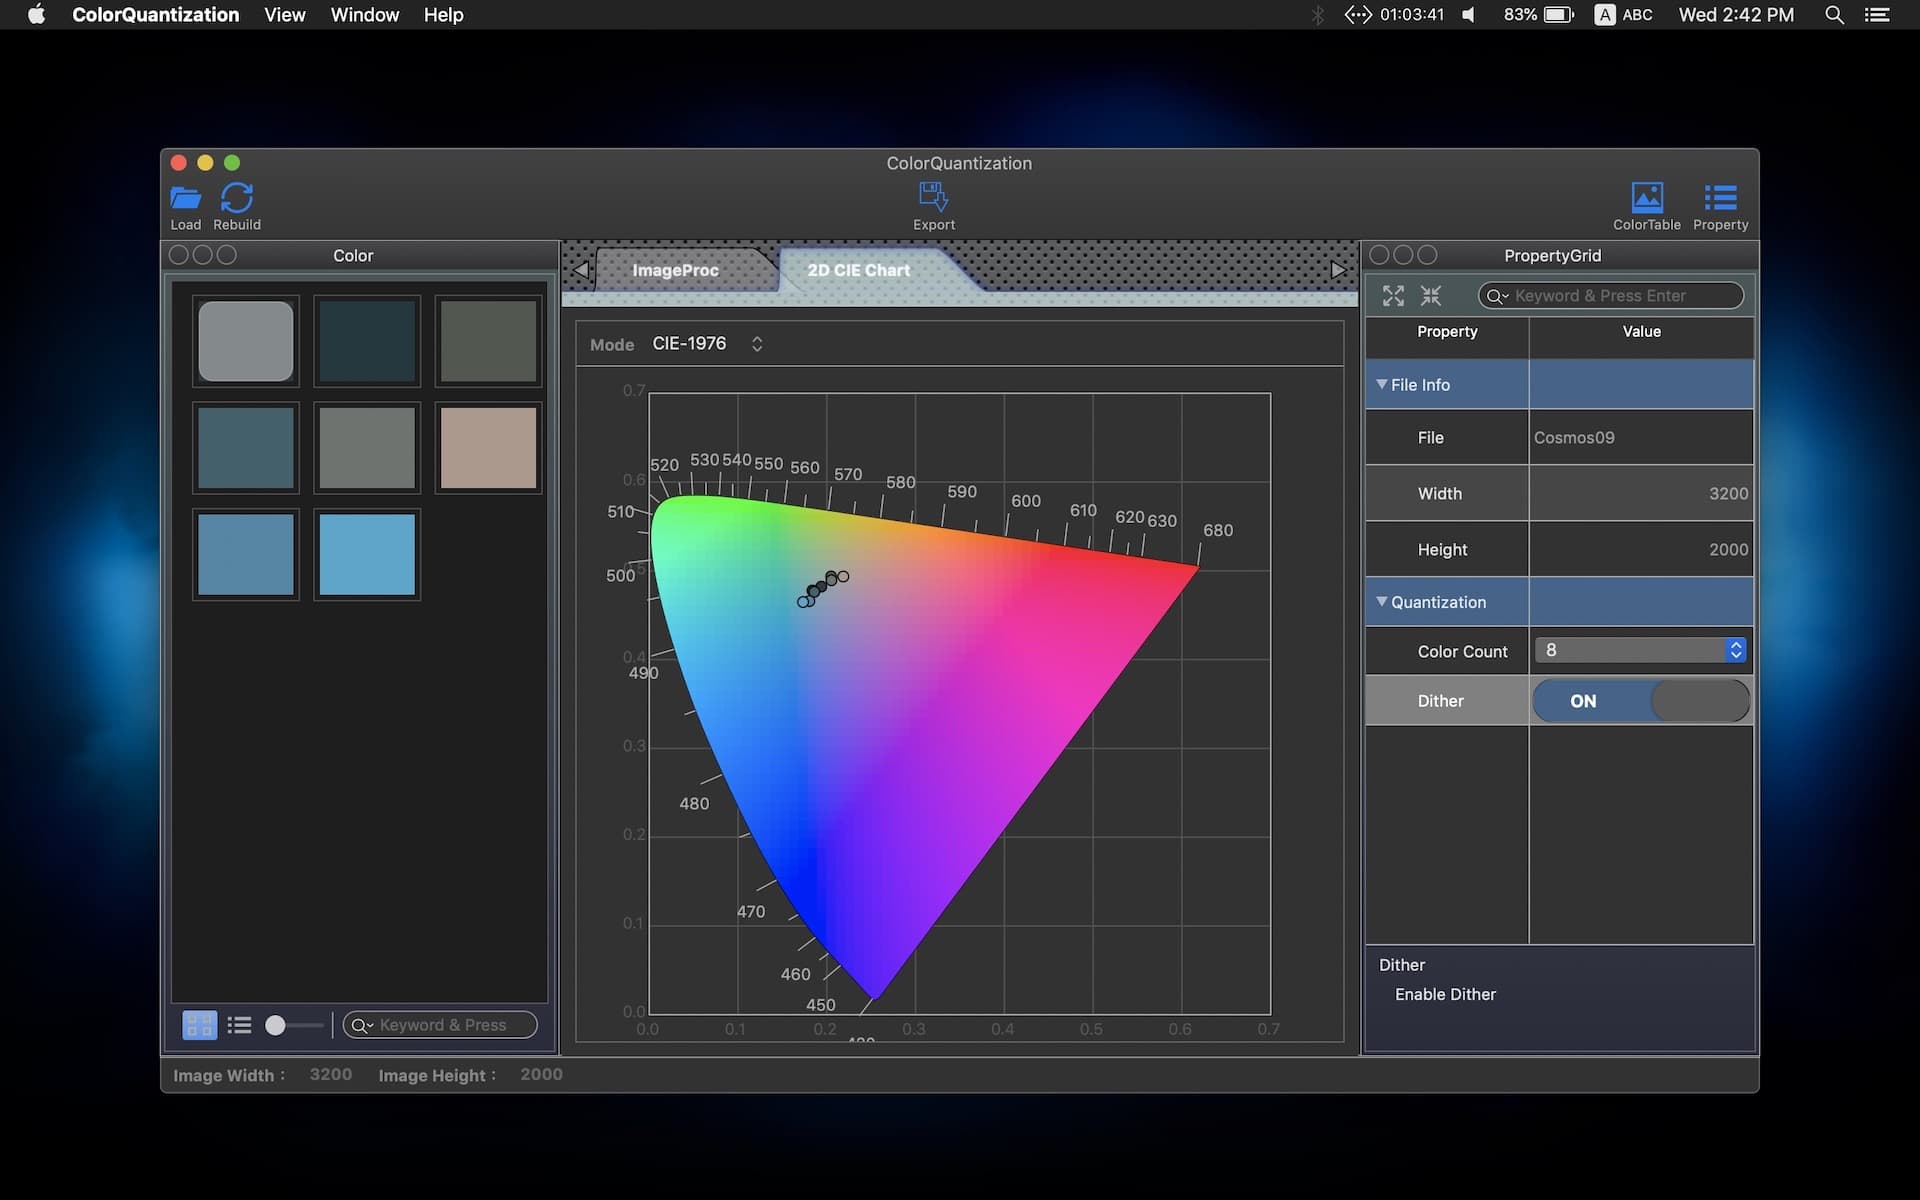 ColorQuantization View Window Help 01:03:41 83% A ABC Wed 2:42 PM
ColorQuantization
Load Rebuild Export ColorTable Property
Color
ImageProc 2D CIE Chart
PropertyGrid
Keyword & Press Enter
Mode CIE-1976
Property Value
File Info
File Cosmos09
Width 3200
Height 2000
Quantization
Color Count 8
Dither ON
Dither
Enable Dither
0.7
520 530 540 550 560 570 580 590 600 610 620 630 680
0.6
510
500 0.5
0.4
490
0.3
480
0.2
470
0.1
460
450
0.0
0.0 0.1 0.2 0.3 0.4 0.5 0.6 0.7
Keyword & Press
Image Width : 3200 Image Height : 2000